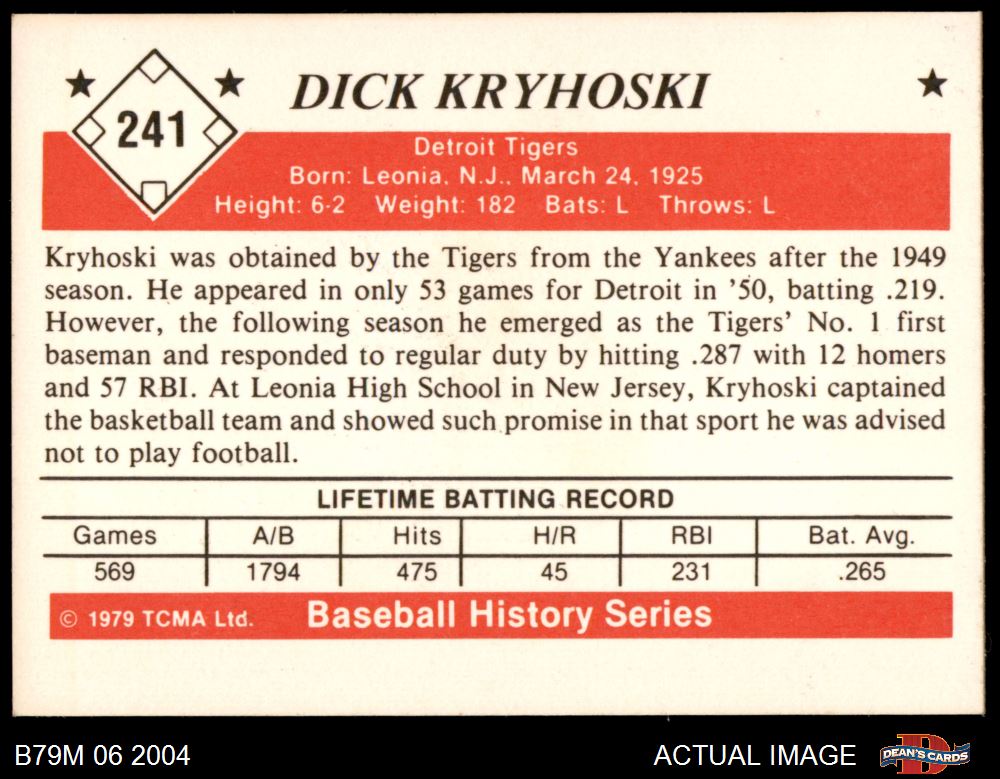 241
DICK KRYHOSKI
Detroit Tigers
Born: Leonia, N.J., March 24, 1925
Height: 6-2 Weight: 182 Bats: L Throws: L
Kryhoski was obtained by the Tigers from the Yankees after the 1949
season. He appeared in only 53 games for Detroit in '50, batting .219.
However, the following season he emerged as the Tigers' No. 1 first
baseman and responded to regular duty by hitting .287 with 12 homers
and 57 RBI. At Leonia High School in New Jersey, Kryhoski captained
the basketball team and showed such promise in that sport he was advised
not to play football.
LIFETIME BATTING RECORD
Games A/B Hits H/R RBI Bat. Avg.
569 1794 475 45 231 .265
© 1979 TCMA Ltd. Baseball History Series
B79M 06 2004 ACTUAL IMAGE DEAN'S CARDS